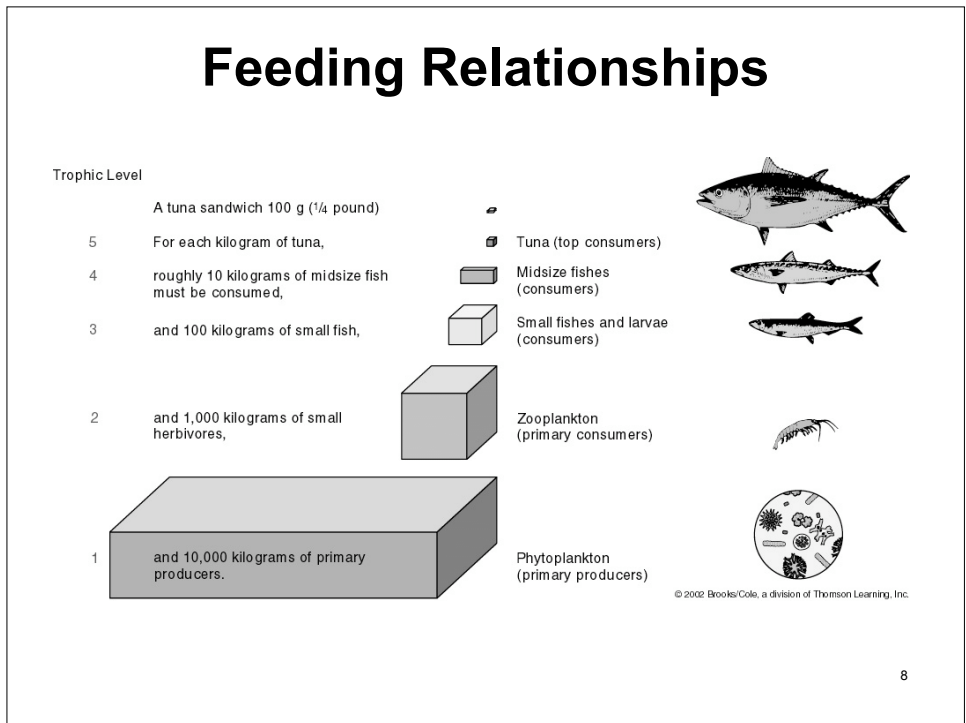 Feeding Relationships
Trophic Level
A tuna sandwich 100 g (1/4 pound)
5 For each kilogram of tuna, Tuna (top consumers)
4 roughly 10 kilograms of midsize fish
must be consumed,
Midsize fishes
(consumers)
3 and 100 kilograms of small fish,
Small fishes and larvae
(consumers)
2 and 1,000 kilograms of small
herbivores,
Zooplankton
(primary consumers)
1 and 10,000 kilograms of primary
producers.
Phytoplankton
(primary producers)
© 2002 Brooks/Cole, a division of Thomson Learning, Inc.
8